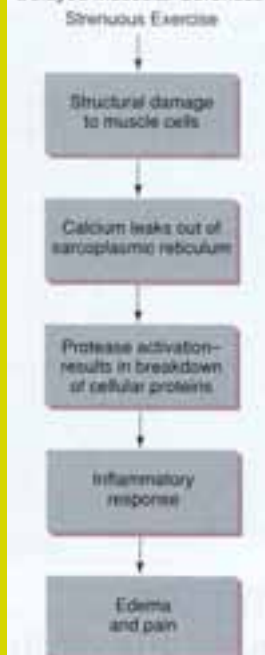 Strenuous Exercise
Structural damage
to muscle cells
Calcium leaks out of
sarcoplasmic reticulum
Protease activation–
results in breakdown
of cellular proteins
Inflammatory
response
Edema
and pain